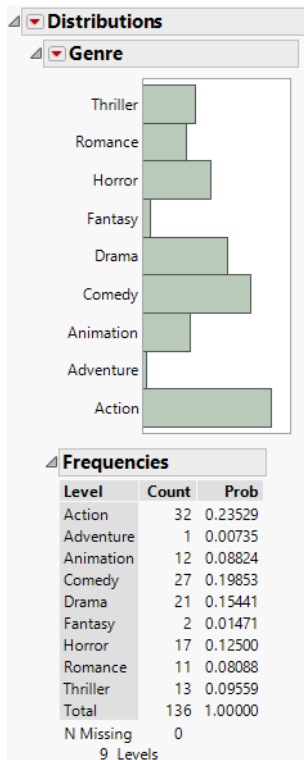 Distributions
Genre
Thriller
Romance
Horror
Fantasy
Drama
Comedy
Animation
Adventure
Action
Frequencies
Level Count Prob
Action 32 0.23529
Adventure 1 0.00735
Animation 12 0.08824
Comedy 27 0.19853
Drama 21 0.15441
Fantasy 2 0.01471
Horror 17 0.12500
Romance 11 0.08088
Thriller 13 0.09559
Total 136 1.00000
N Missing 0
9 Levels